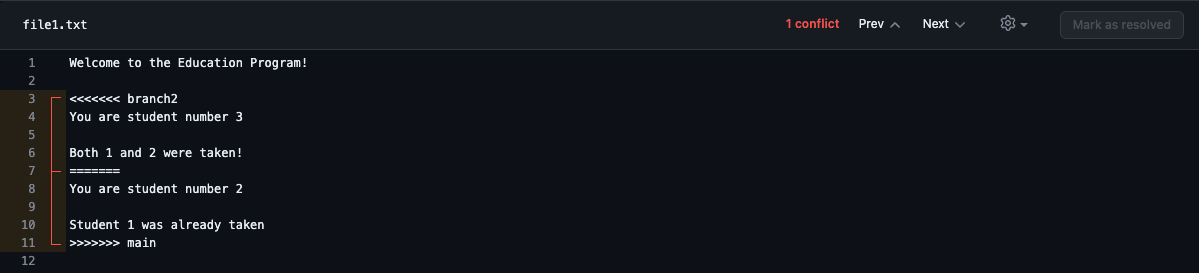 file1.txt
1 conflict Prev Next Mark as resolved
1 Welcome to the Education Program!
2
3 <<<<<<< branch2
4 You are student number 3
5
6 Both 1 and 2 were taken!
7 =======
8 You are student number 2
9
10 Student 1 was already taken
11 >>>>>>> main
12